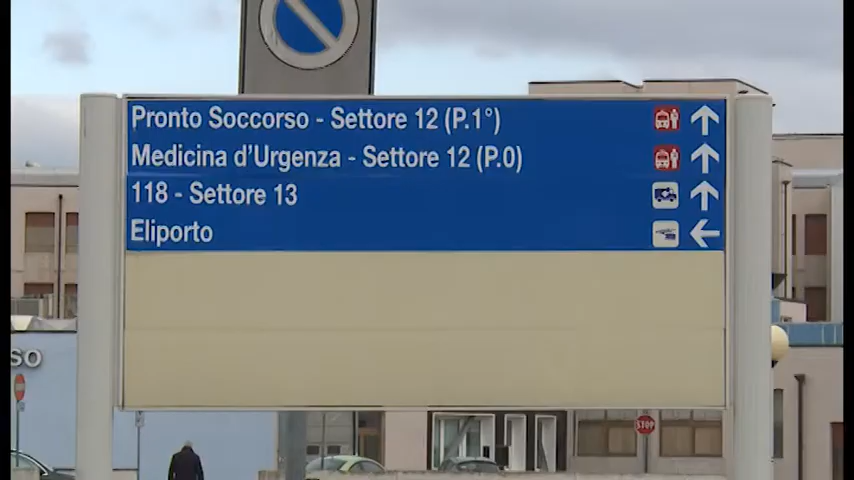 Pronto Soccorso - Settore 12 (P.1°)
Medicina d'Urgenza - Settore 12 (P.0)
118 - Settore 13
Eliporto
SO
STOP